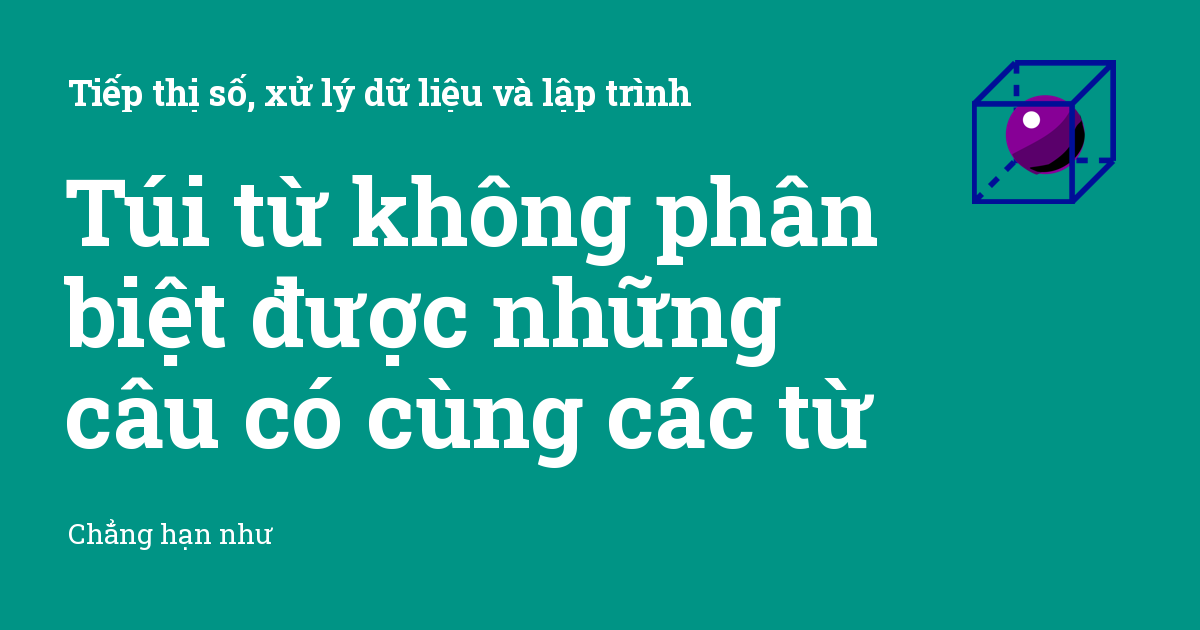 Tiếp thị số, xử lý dữ liệu và lập trình
Túi từ không phân
biệt được những
câu có cùng các từ
Chẳng hạn như